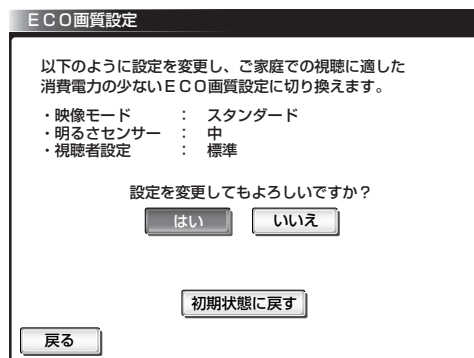 ECO画質設定
以下のように設定を変更し、ご家庭での視聴に適した
消費電力の少ないECO画質設定に切り換えます。
・映像モード : スタンダード
・明るさセンサー : 中
・視聴者設定 : 標準
設定を変更してもよろしいですか？
はい いいえ
初期状態に戻す
戻る